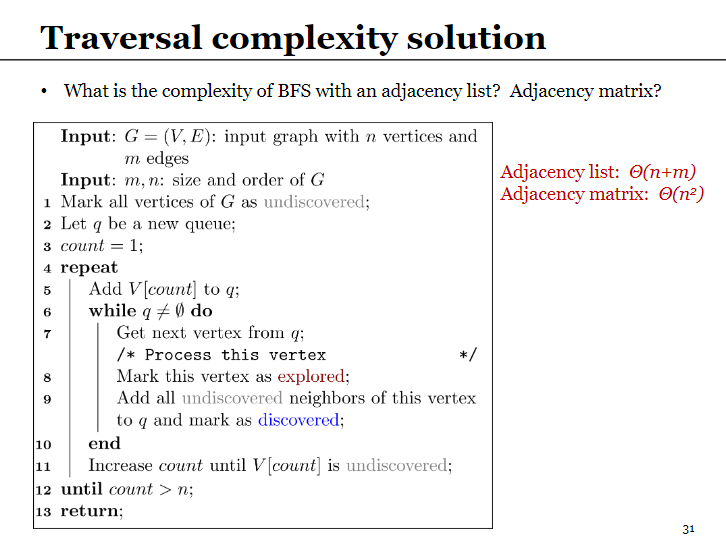 Traversal complexity solution
• What is the complexity of BFS with an adjacency list? Adjacency matrix?
Input: G = (V, E): input graph with n vertices and
m edges
Input: m, n: size and order of G
1 Mark all vertices of G as undiscovered;
2 Let q be a new queue;
3 count = 1;
4 repeat
5 Add V[count] to q;
6 while q ≠ ∅ do
7 Get next vertex from q;
/* Process this vertex */
8 Mark this vertex as explored;
9 Add all undiscovered neighbors of this vertex
to q and mark as discovered;
10 end
11 Increase count until V[count] is undiscovered;
12 until count > n;
13 return;
Adjacency list: Θ(n+m)
Adjacency matrix: Θ(n²)
31